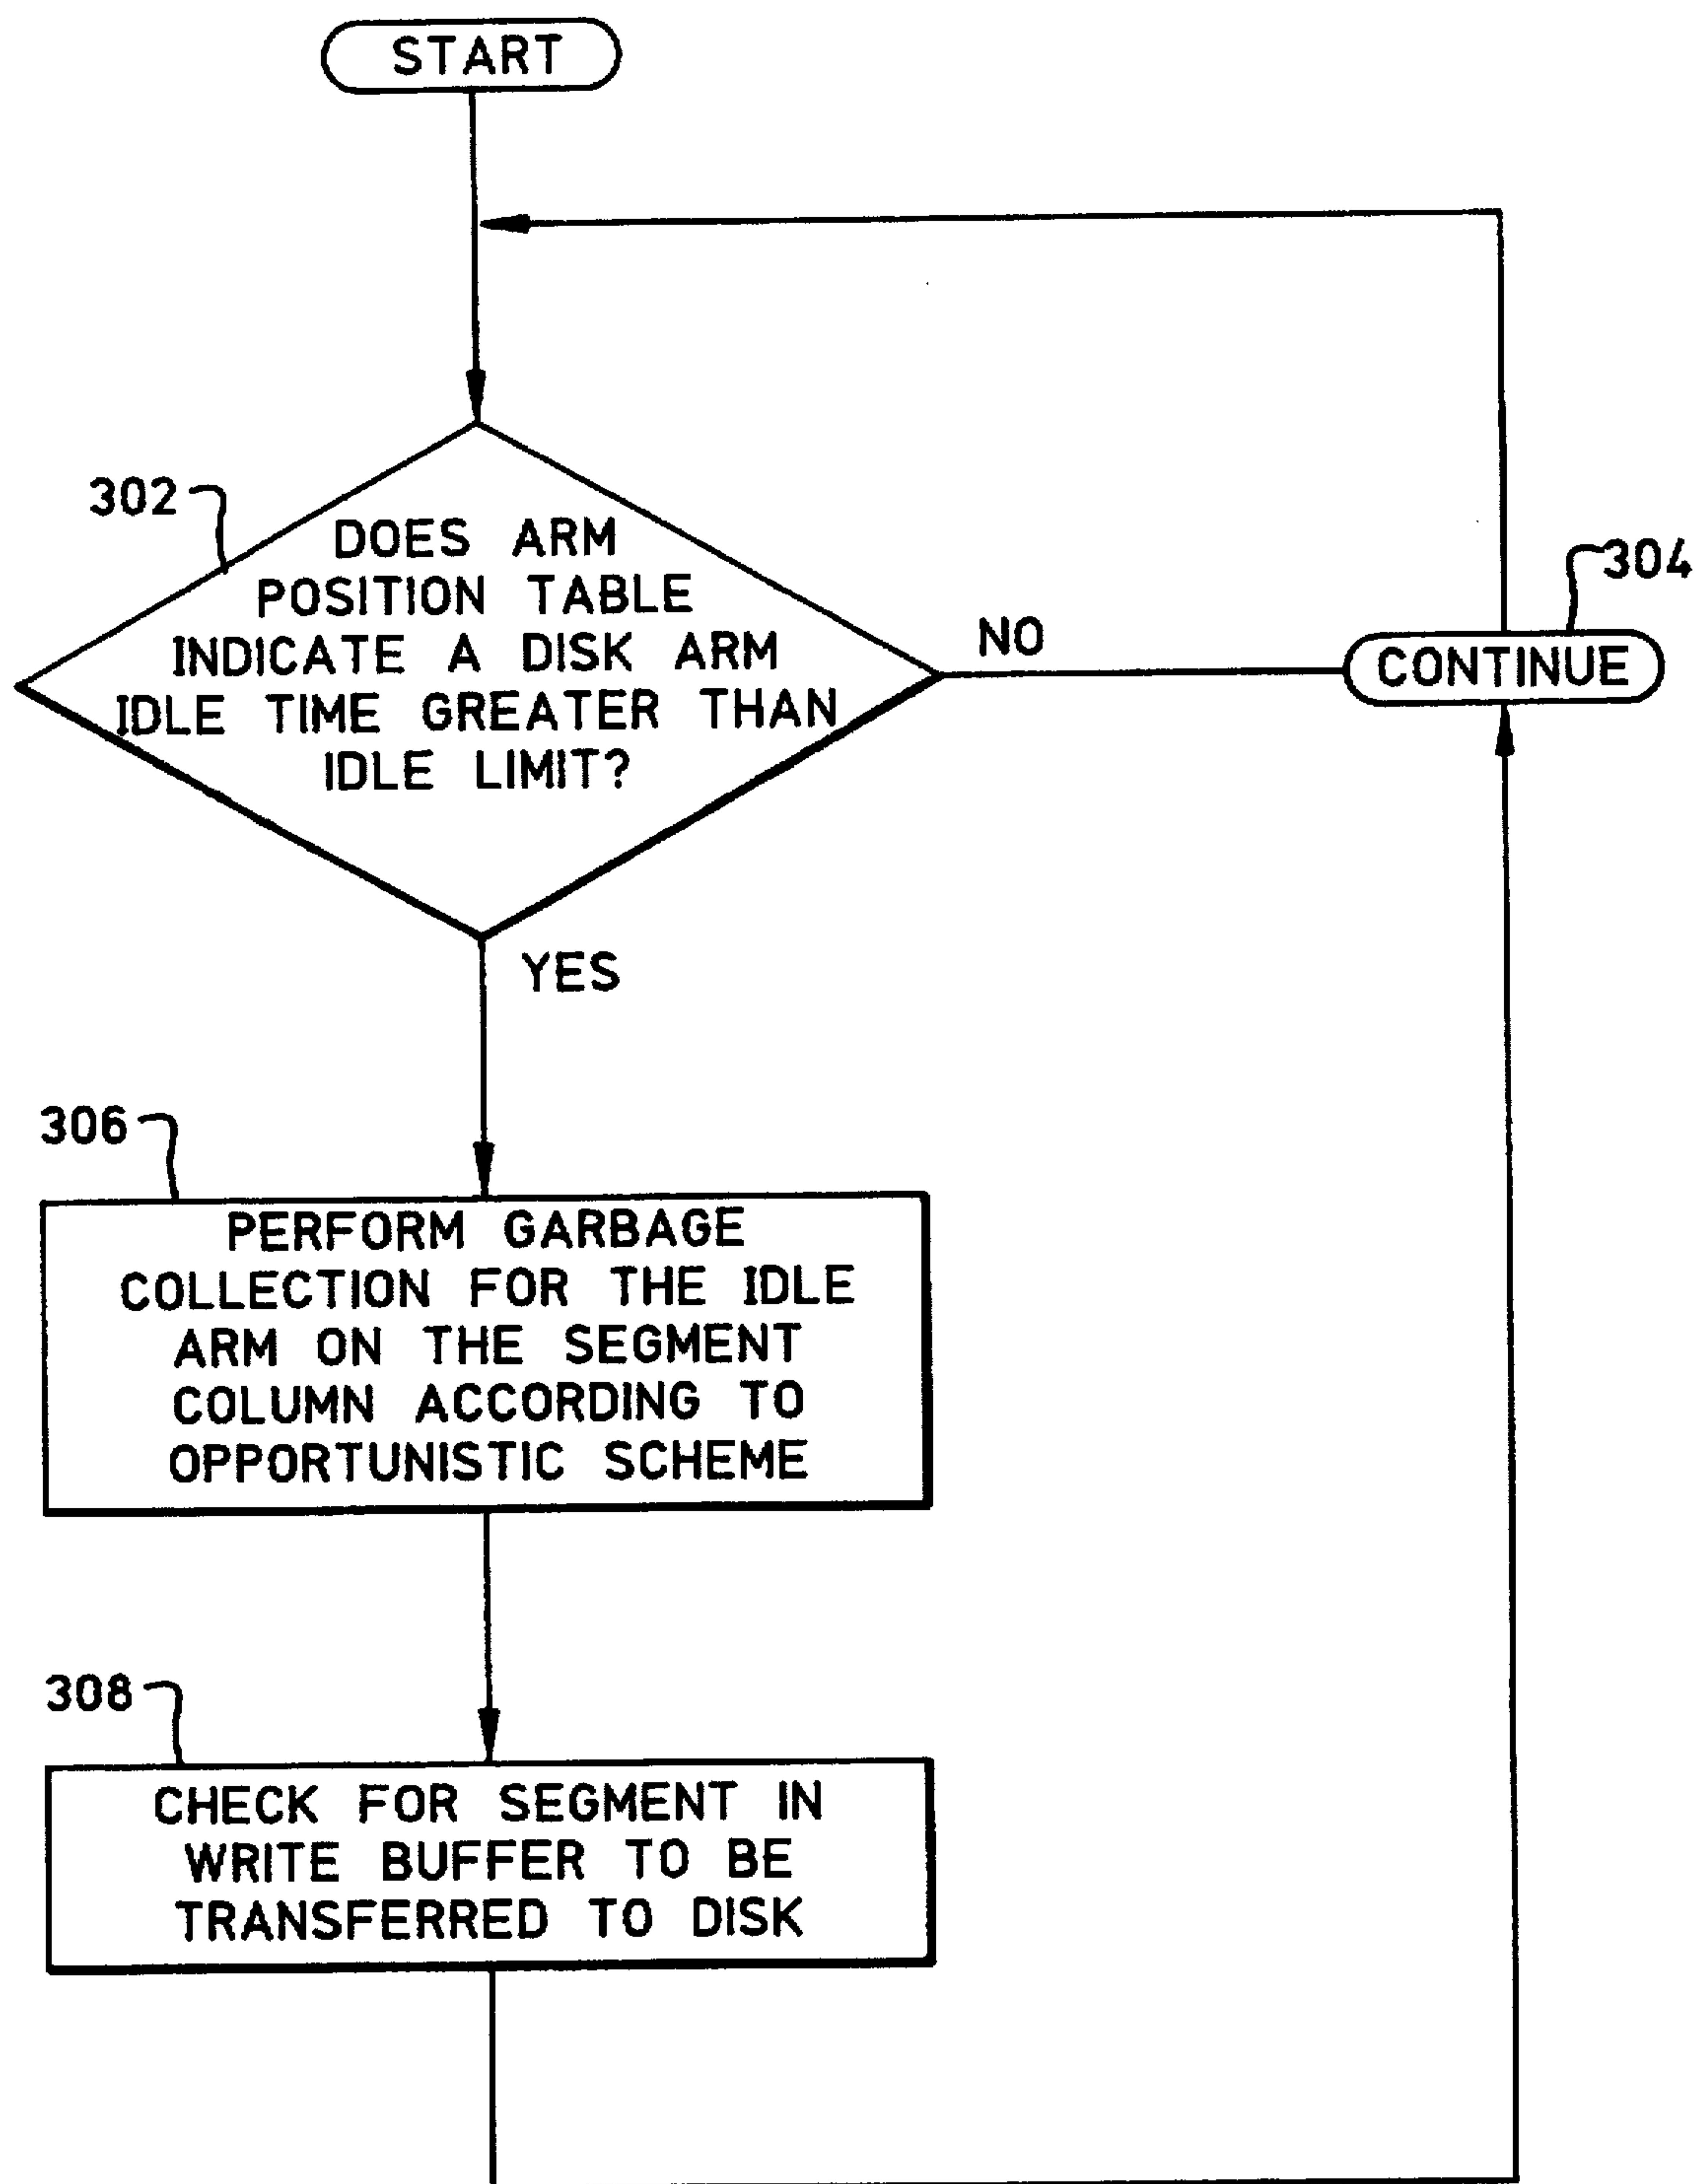 START
302
DOES ARM
POSITION TABLE
INDICATE A DISK ARM
IDLE TIME GREATER THAN
IDLE LIMIT?
NO
304
CONTINUE
YES
306
PERFORM GARBAGE
COLLECTION FOR THE IDLE
ARM ON THE SEGMENT
COLUMN ACCORDING TO
OPPORTUNISTIC SCHEME
308
CHECK FOR SEGMENT IN
WRITE BUFFER TO BE
TRANSFERRED TO DISK